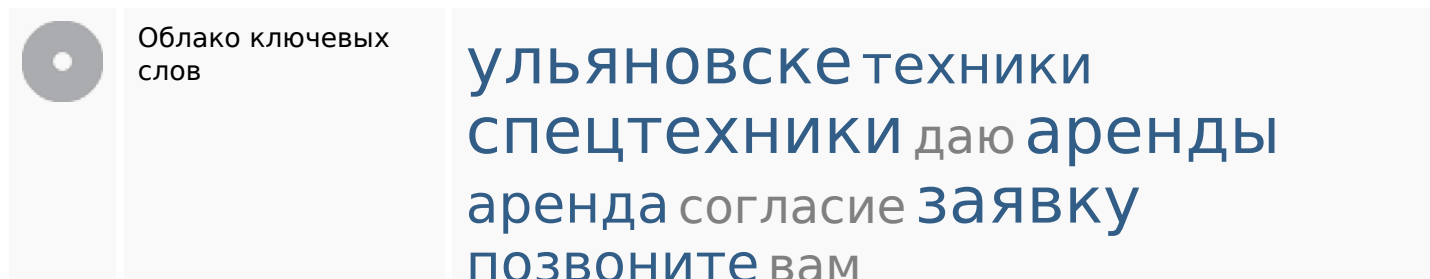 Облако ключевых
слов
ульяновске техники
спецтехники даю аренды
аренда согласие заявку
позвоните вам